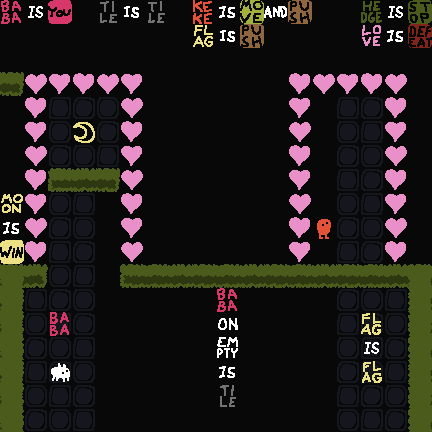 BABA IS YOU TILE IS TILE KEKE IS MOVE AND PUSH HEDGE IS STOP
FLAG IS PUSH LOVE IS DEFEAT
MOON
IS
WIN
BABA
BABA
ON
EMPTY
IS
TILE
FLAG
IS
FLAG